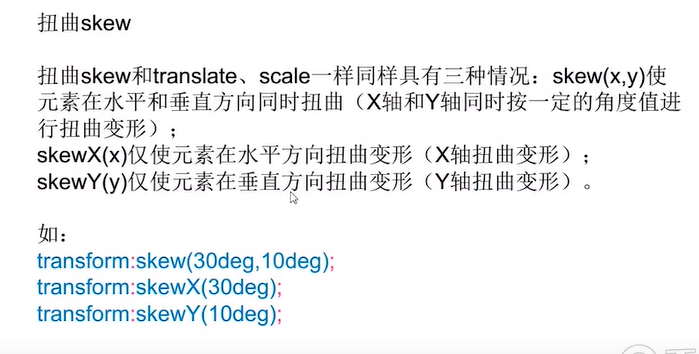 扭曲skew
扭曲skew和translate、scale一样同样具有三种情况：skew(x,y)使
元素在水平和垂直方向同时扭曲（X轴和Y轴同时按一定的角度值进
行扭曲变形）；
skewX(x)仅使元素在水平方向扭曲变形（X轴扭曲变形）；
skewY(y)仅使元素在垂直方向扭曲变形（Y轴扭曲变形）。
如：
transform:skew(30deg,10deg);
transform:skewX(30deg);
transform:skewY(10deg);